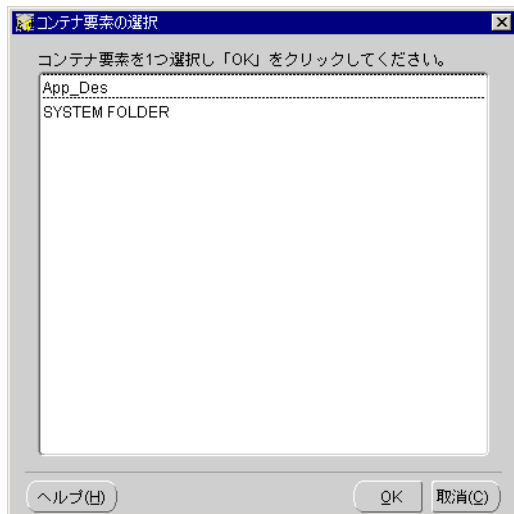 コンテナ要素の選択
コンテナ要素を1つ選択し「OK」をクリックしてください。
App_Des
SYSTEM FOLDER
ヘルプ(H) OK 取消(C)